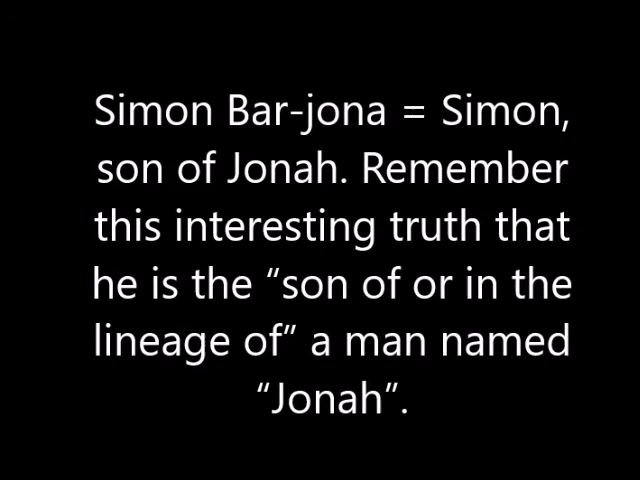 Simon Bar-jona = Simon,
son of Jonah. Remember
this interesting truth that
he is the “son of or in the
lineage of” a man named
“Jonah”.